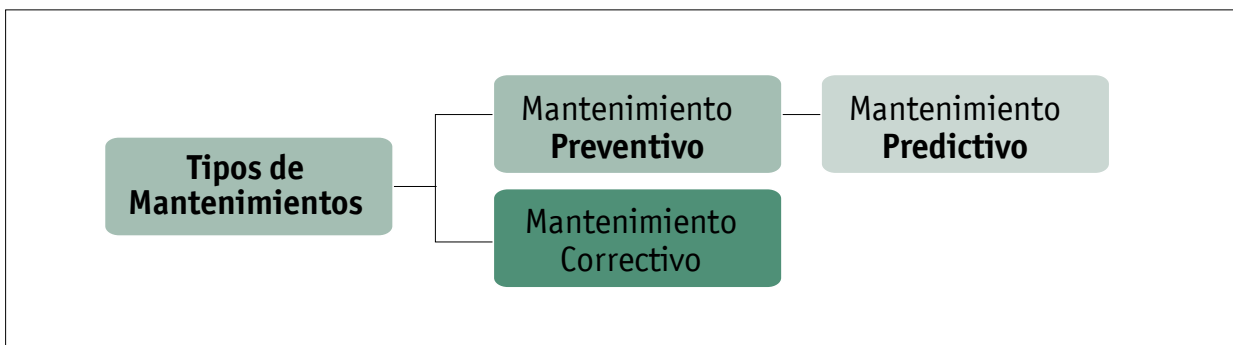 Tipos de
Mantenimientos
Mantenimiento
Preventivo
Mantenimiento
Predictivo
Mantenimiento
Correctivo